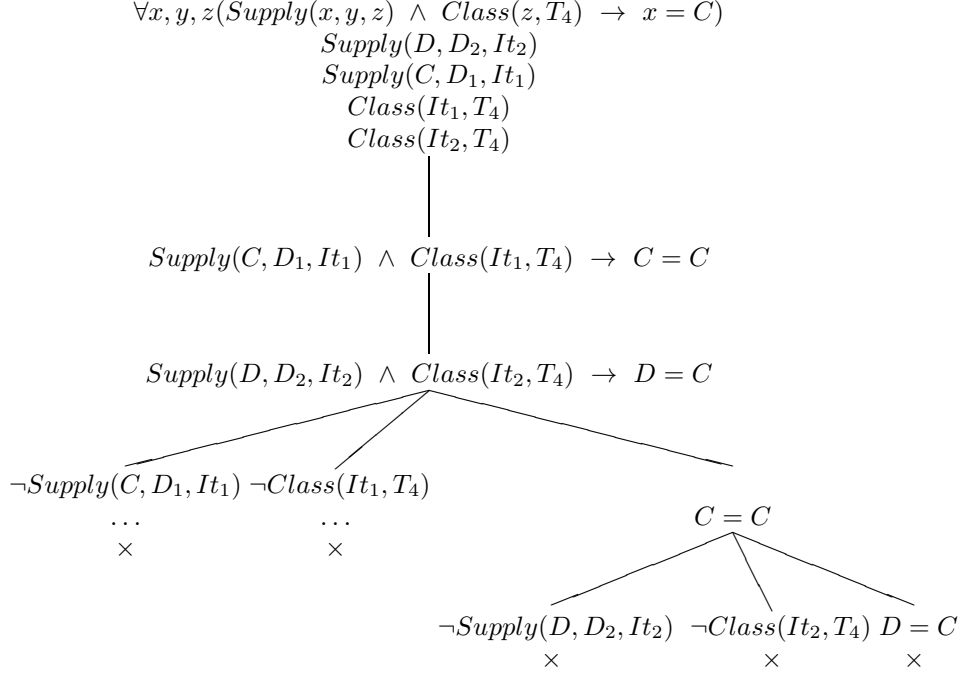 ∀x, y, z(Supply(x, y, z) ∧ Class(z, T₄) → x = C)
Supply(D, D₂, It₂)
Supply(C, D₁, It₁)
Class(It₁, T₄)
Class(It₂, T₄)
Supply(C, D₁, It₁) ∧ Class(It₁, T₄) → C = C
Supply(D, D₂, It₂) ∧ Class(It₂, T₄) → D = C
¬Supply(C, D₁, It₁) ¬Class(It₁, T₄)
... ...
× ×
C = C
¬Supply(D, D₂, It₂) ¬Class(It₂, T₄) D = C
× × ×